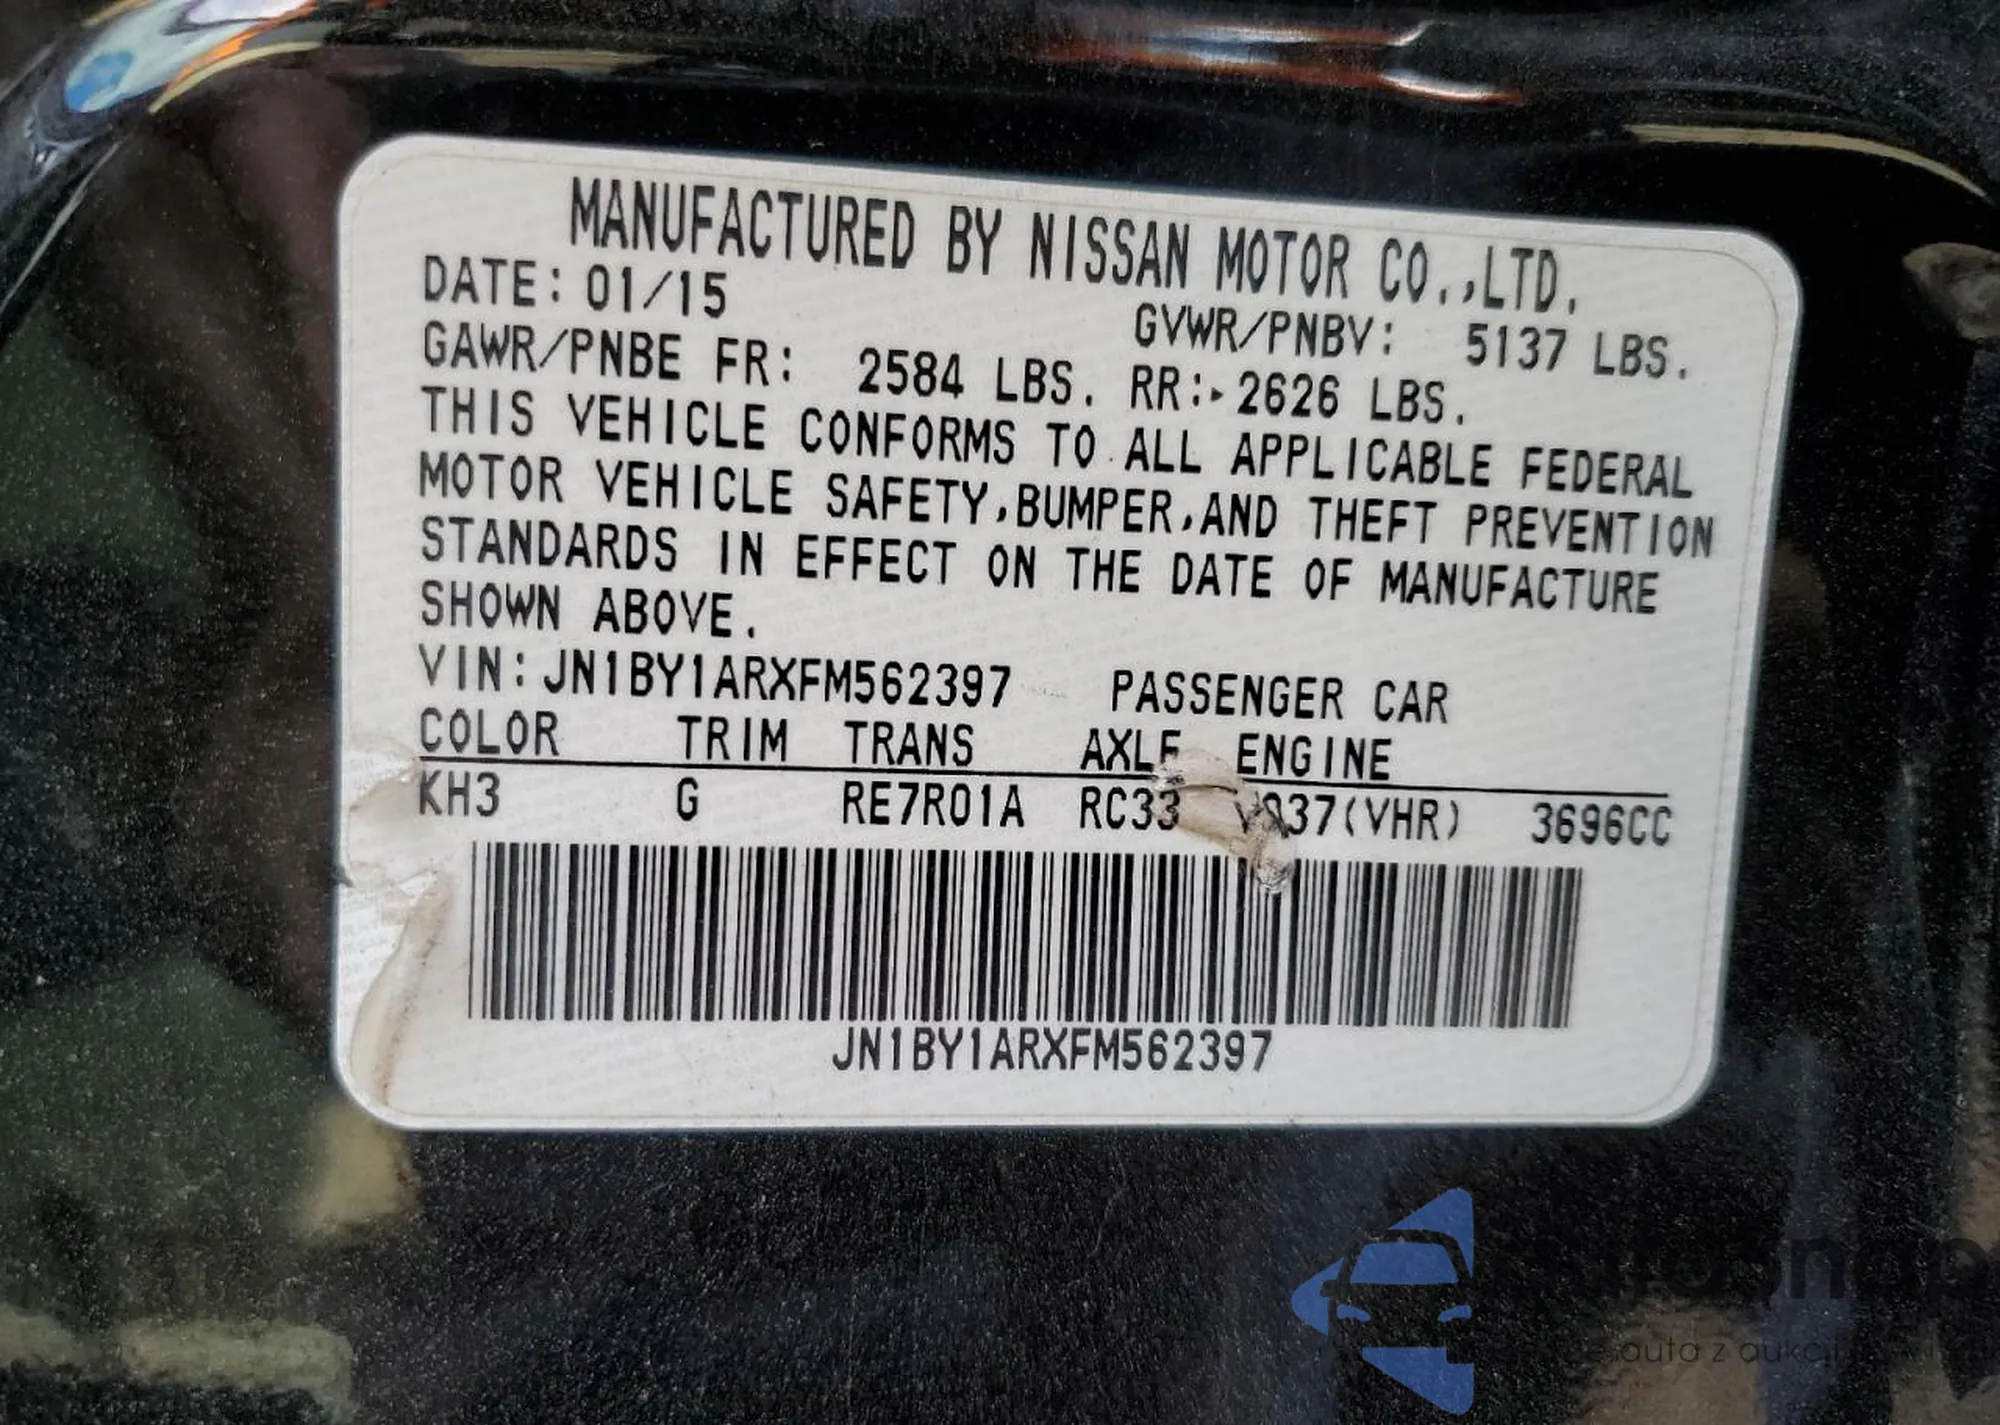 MANUFACTURED BY NISSAN MOTOR CO.,LTD.
DATE: 01/15 GVWR/PNBV: 5137 LBS.
GAWR/PNBE FR: 2584 LBS. RR: 2626 LBS.
THIS VEHICLE CONFORMS TO ALL APPLICABLE FEDERAL
MOTOR VEHICLE SAFETY,BUMPER,AND THEFT PREVENTION
STANDARDS IN EFFECT ON THE DATE OF MANUFACTURE
SHOWN ABOVE.
VIN: JN1BY1ARXFM562397 PASSENGER CAR
COLOR TRIM TRANS AXLE ENGINE
KH3 G RE7R01A RC33 VQ37(VHR) 3696CC
JN1BY1ARXFM562397
auta z